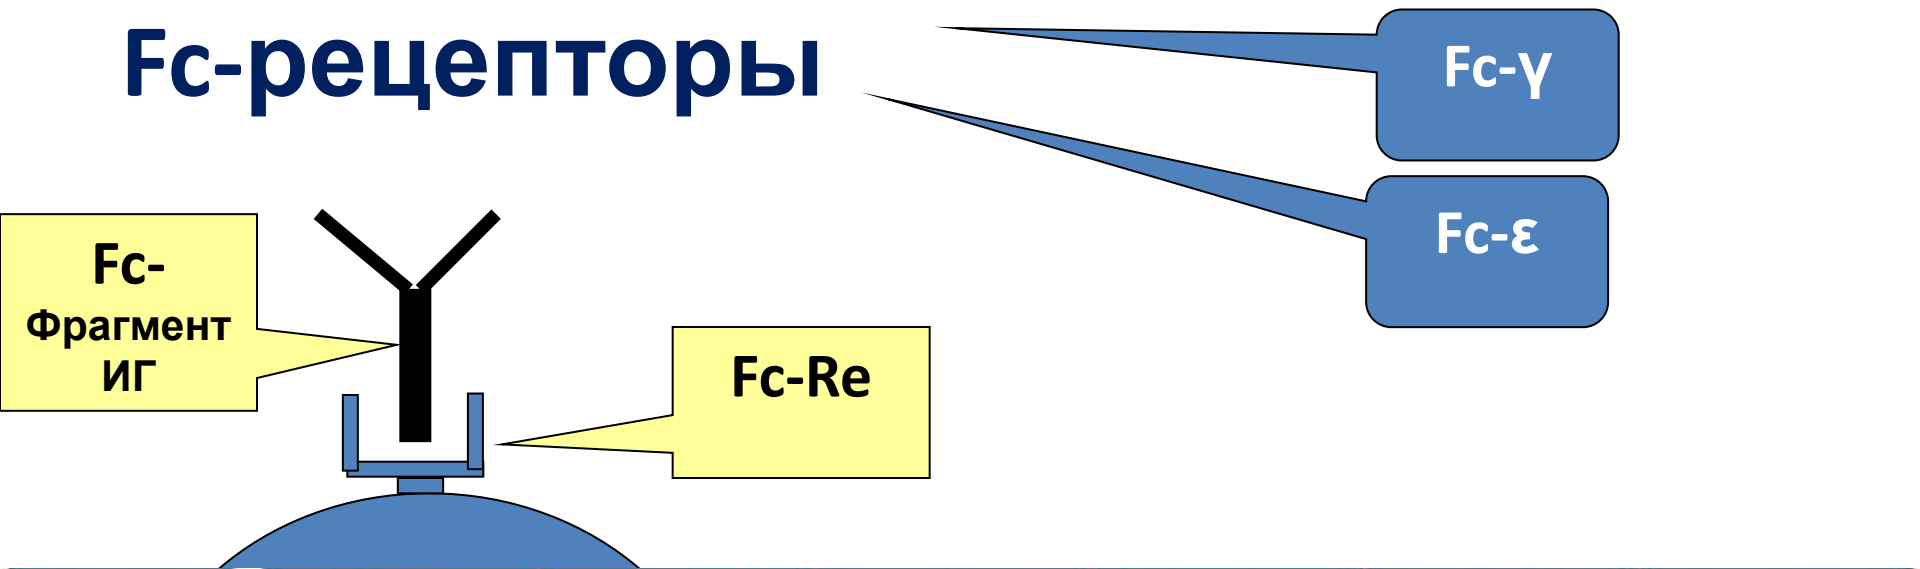 Fc-рецепторы
Fc-γ
Fc-ε
Fc-
Фрагмент
ИГ
Fc-Re